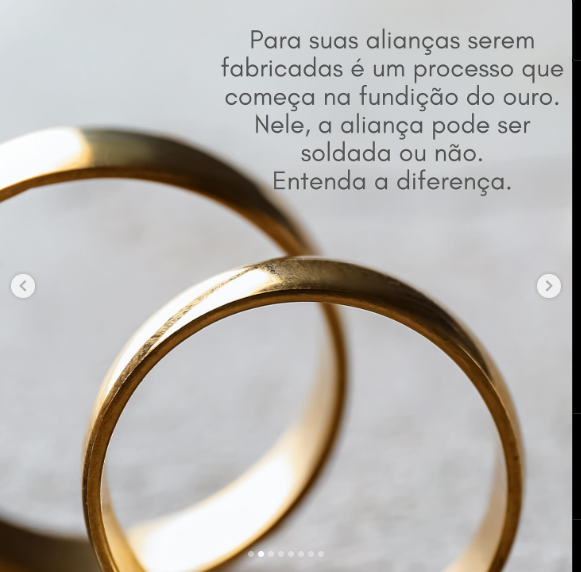 Para suas alianças serem
fabricadas é um processo que
começa na fundição do ouro.
Nele, a aliança pode ser
soldada ou não.
Entenda a diferença.